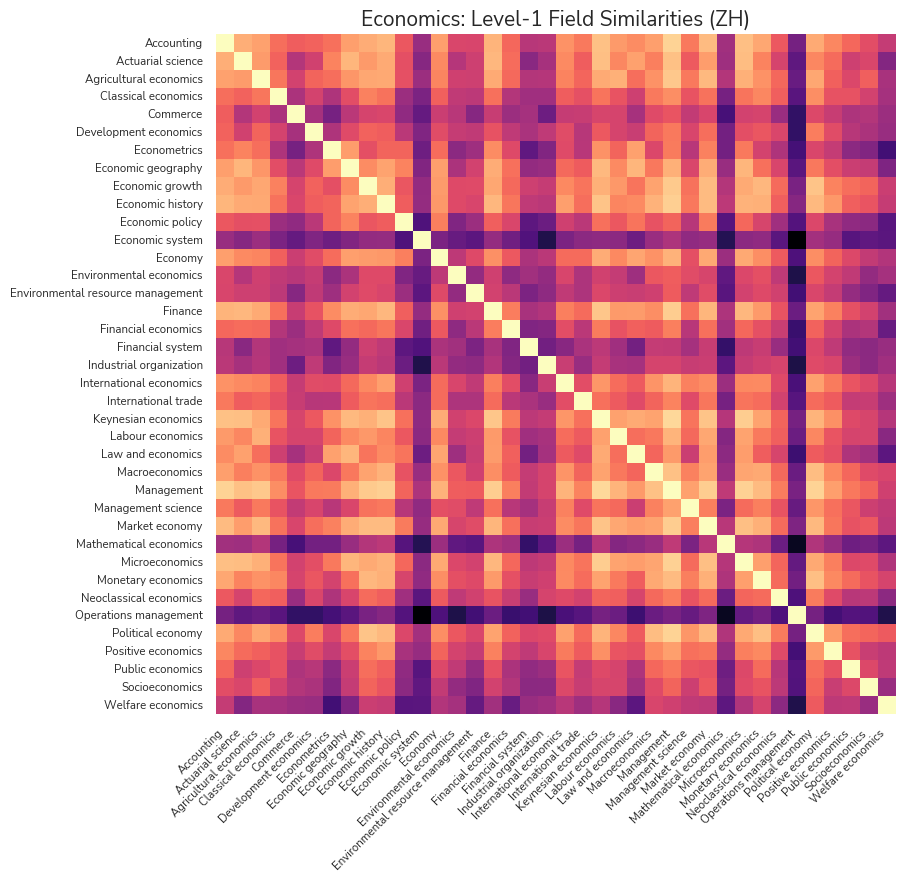 Economics: Level-1 Field Similarities (ZH)
Accounting
Actuarial science
Agricultural economics
Classical economics
Commerce
Development economics
Econometrics
Economic geography
Economic growth
Economic history
Economic policy
Economic system
Economy
Environmental economics
Environmental resource management
Finance
Financial economics
Financial system
Industrial organization
International economics
International trade
Keynesian economics
Labour economics
Law and economics
Macroeconomics
Management
Management science
Market economy
Mathematical economics
Microeconomics
Monetary economics
Neoclassical economics
Operations management
Political economy
Positive economics
Public economics
Socioeconomics
Welfare economics
Accounting
Actuarial science
Agricultural economics
Classical economics
Commerce
Development economics
Econometrics
Economic geography
Economic growth
Economic history
Economic policy
Economic system
Economy
Environmental economics
Environmental resource management
Finance
Financial economics
Financial system
Industrial organization
International economics
International trade
Keynesian economics
Labour economics
Law and economics
Macroeconomics
Management
Management science
Market economy
Mathematical economics
Microeconomics
Monetary economics
Neoclassical economics
Operations management
Political economy
Positive economics
Public economics
Socioeconomics
Welfare economics